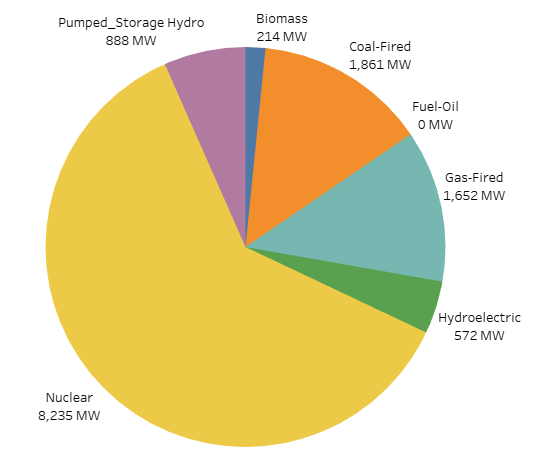 Pumped_Storage Hydro
888 MW
Biomass
214 MW
Coal-Fired
1,861 MW
Fuel-Oil
0 MW
Gas-Fired
1,652 MW
Hydroelectric
572 MW
Nuclear
8,235 MW